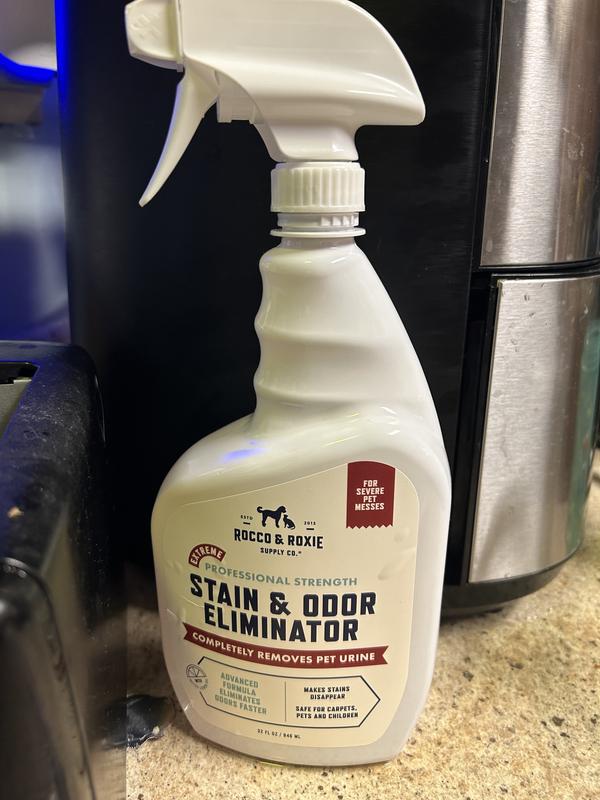 FOR
SEVERE
PET
MESSES
ESTD 2013
ROCCO & ROXIE
SUPPLY CO.
EXTREME
PROFESSIONAL STRENGTH
STAIN & ODOR
ELIMINATOR
COMPLETELY REMOVES PET URINE
ADVANCED
FORMULA
ELIMINATES
ODORS FASTER
MAKES STAINS
DISAPPEAR
SAFE FOR CARPETS,
PETS AND CHILDREN
32 FL OZ / 946 ML